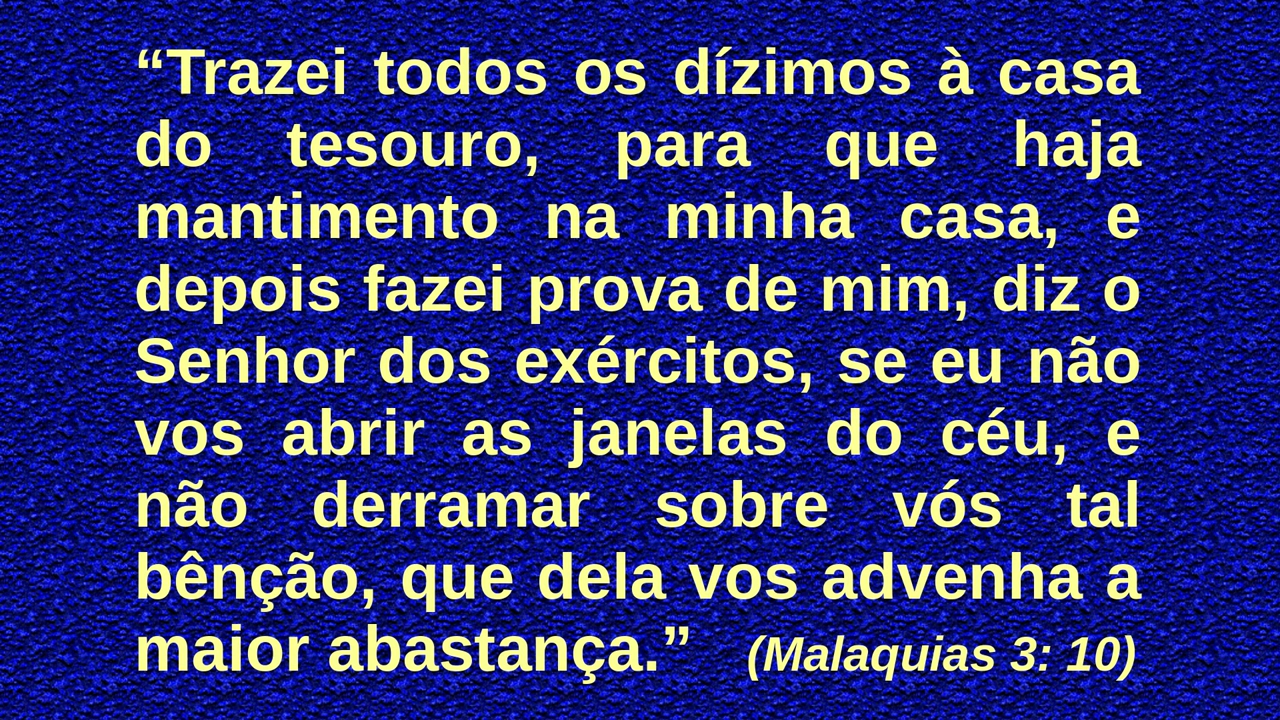 “Trazei todos os dízimos à casa
do tesouro, para que haja
mantimento na minha casa, e
depois fazei prova de mim, diz o
Senhor dos exércitos, se eu não
vos abrir as janelas do céu, e
não derramar sobre vós tal
bênção, que dela vos advenha a
maior abastança.” (Malaquias 3: 10)